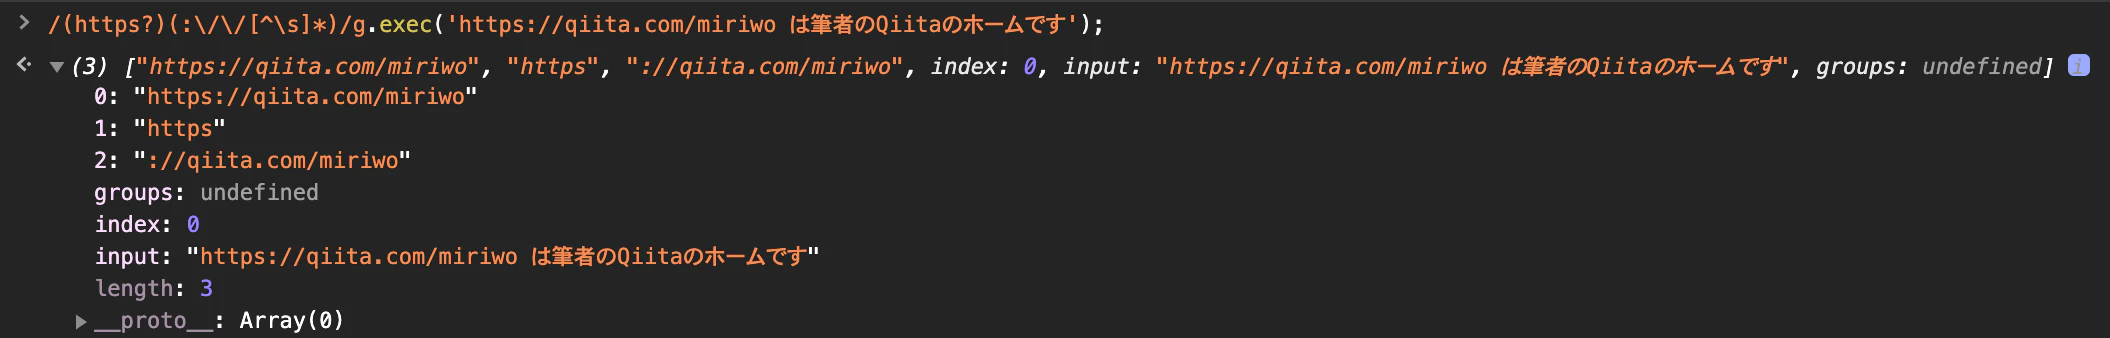 > /(https?)(:\/\/[^\s]*)/g.exec('https://qiita.com/miriwo は筆者のQiitaのホームです');
(3) ["https://qiita.com/miriwo", "https", "://qiita.com/miriwo", index: 0, input: "https://qiita.com/miriwo は筆者のQiitaのホームです", groups: undefined] i
0: "https://qiita.com/miriwo"
1: "https"
2: "://qiita.com/miriwo"
groups: undefined
index: 0
input: "https://qiita.com/miriwo は筆者のQiitaのホームです"
length: 3
__proto__: Array(0)